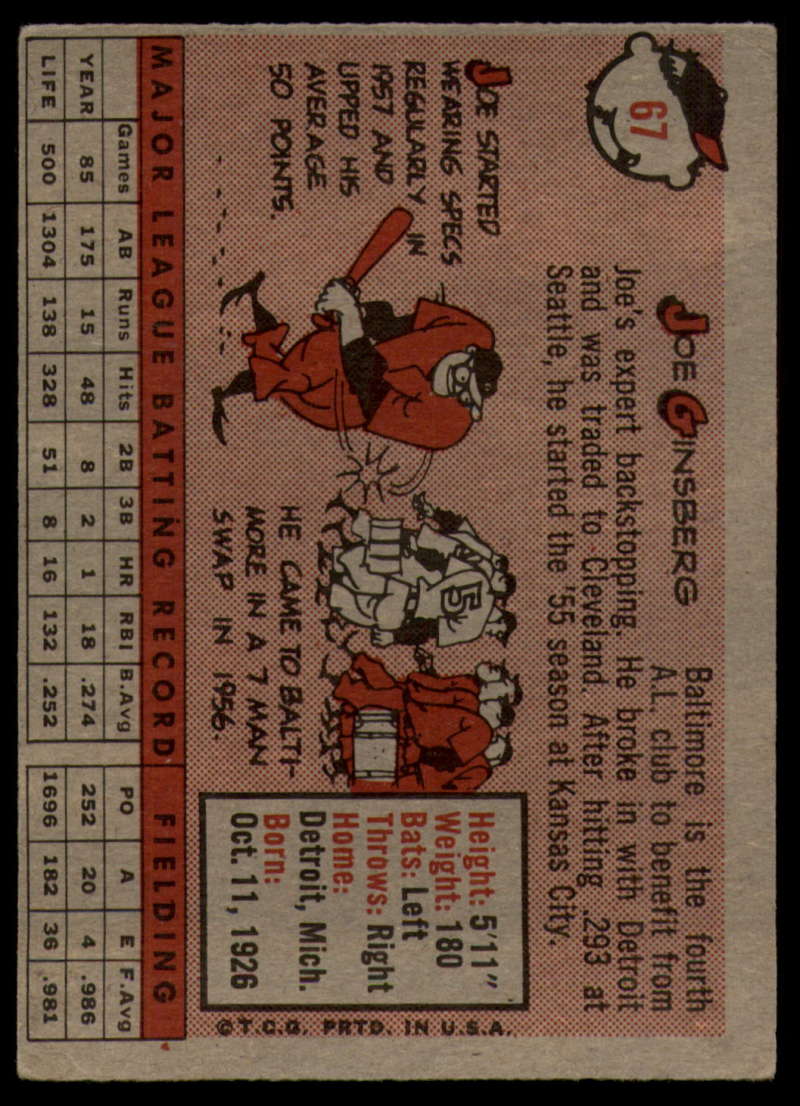 67
JOE GINSBERG
Baltimore is the fourth
A.L. club to benefit from
Joe's expert backstopping. He broke in with Detroit
and was traded to Cleveland. After hitting .293 at
Seattle, he started the '55 season at Kansas City.
JOE STARTED
WEARING SPECS
REGULARLY IN
1957 AND
UPPED HIS
AVERAGE
50 POINTS.
5
HE CAME TO BALTI-
MORE IN A 7 MAN
SWAP IN 1956.
Height: 5'11"
Weight: 180
Bats: Left
Throws: Right
Home:
Detroit, Mich.
Born:
Oct. 11, 1926
©T.C.G. PRTD. IN U.S.A.
MAJOR LEAGUE BATTING RECORD FIELDING
Games AB Runs Hits 2B 3B HR RBI B.Avg PO A E F.Avg
YEAR 85 175 15 48 8 2 1 18 .274 252 20 4 .986
LIFE 500 1304 138 328 51 8 16 132 .252 1696 182 36 .981